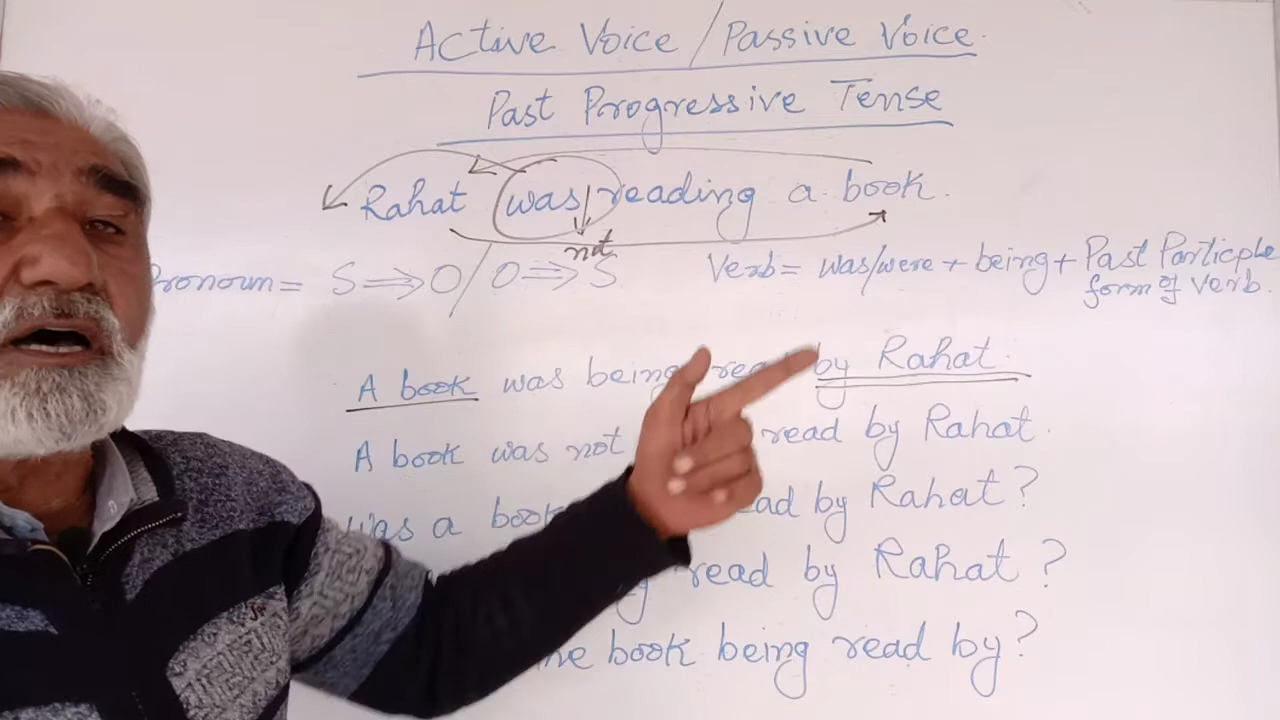 Active Voice / Passive Voice.
Past Progressive Tense
Rahat was reading a book.
not
Pronoun = S ⇒ O / O ⇒ S
Verb = was/were + being + Past Participle
form of verb.
A book was being read by Rahat.
A book was not read by Rahat.
Was a book read by Rahat?
read by Rahat?
book being read by?